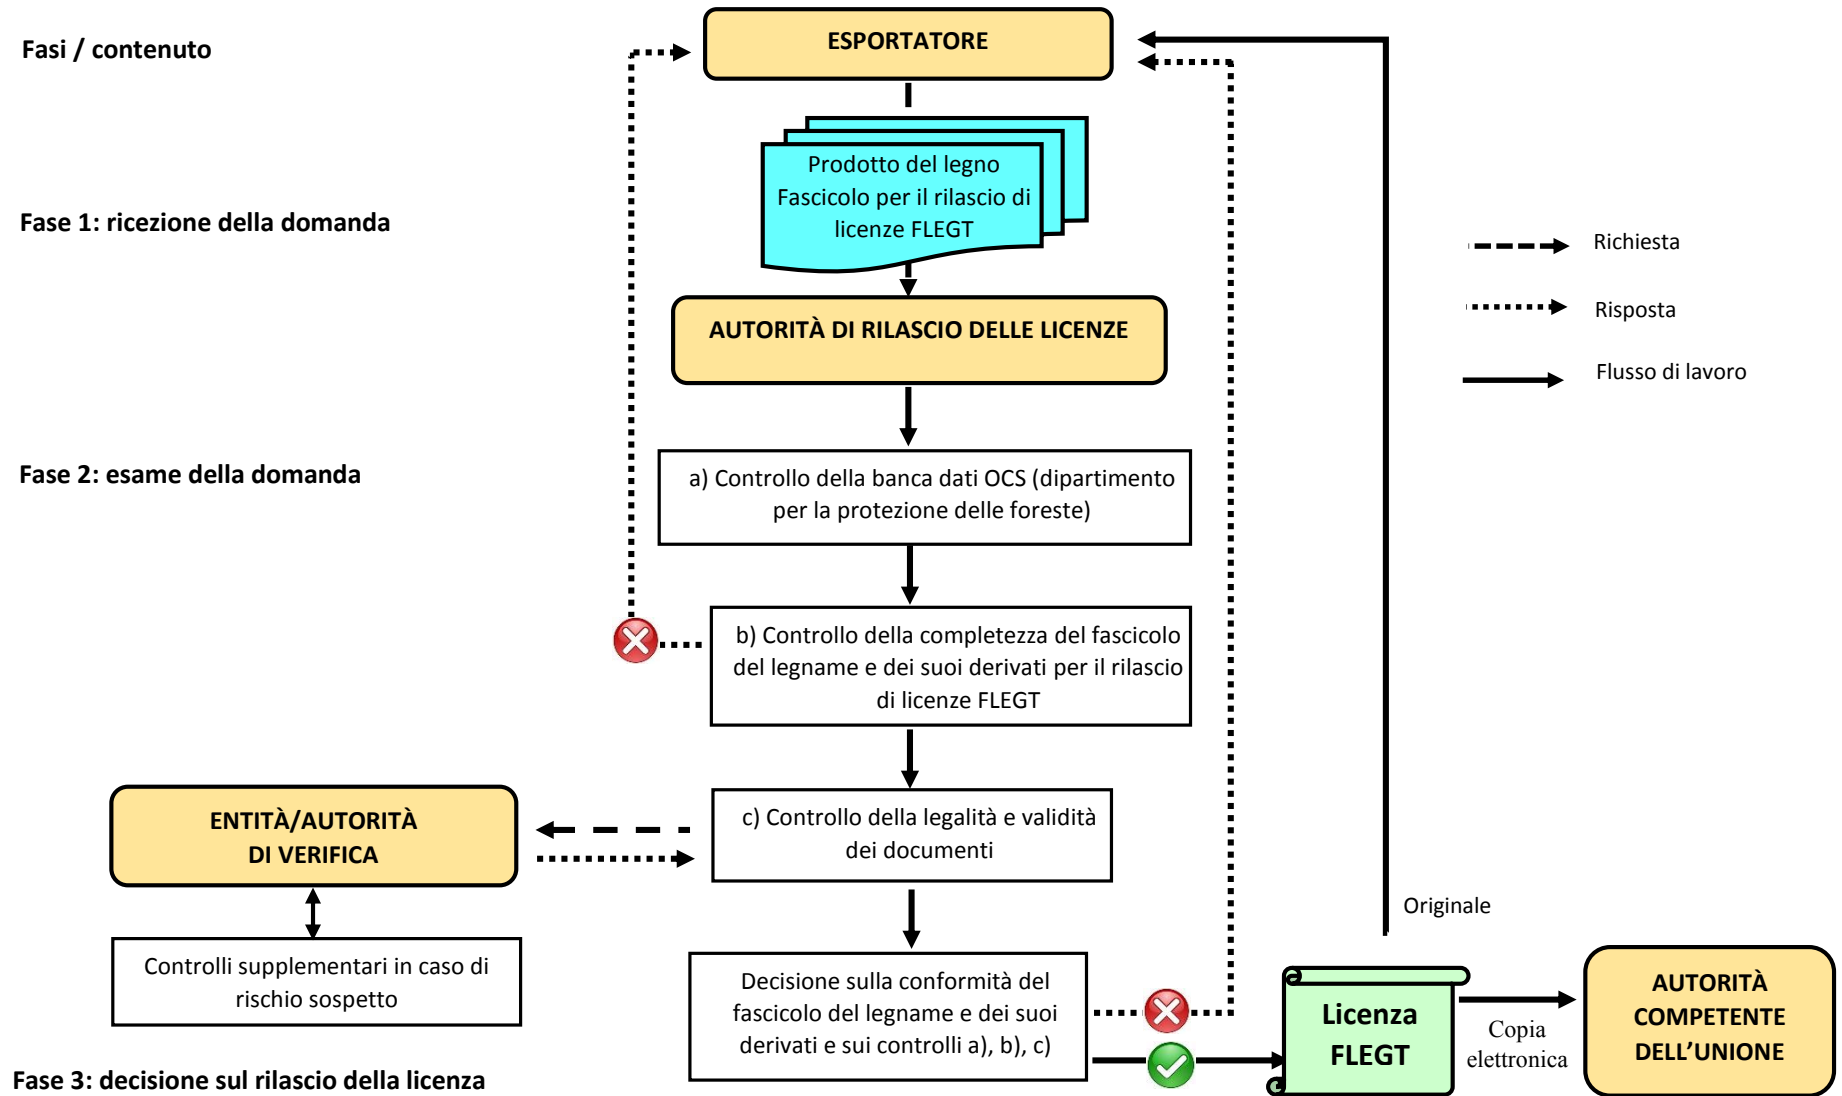 Fasi / contenuto
ESPORTATORE
Prodotto del legno
Fascicolo per il rilascio di
licenze FLEGT
Fase 1: ricezione della domanda
Richiesta
Risposta
Flusso di lavoro
AUTORITÀ DI RILASCIO DELLE LICENZE
Fase 2: esame della domanda
a) Controllo della banca dati OCS (dipartimento
per la protezione delle foreste)
b) Controllo della completezza del fascicolo
del legname e dei suoi derivati per il rilascio
di licenze FLEGT
ENTITÀ/AUTORITÀ
DI VERIFICA
c) Controllo della legalità e validità
dei documenti
Controlli supplementari in caso di
rischio sospetto
Decisione sulla conformità del
fascicolo del legname e dei suoi
derivati e sui controlli a), b), c)
Originale
Licenza
FLEGT
Copia
elettronica
AUTORITÀ
COMPETENTE
DELL’UNIONE
Fase 3: decisione sul rilascio della licenza